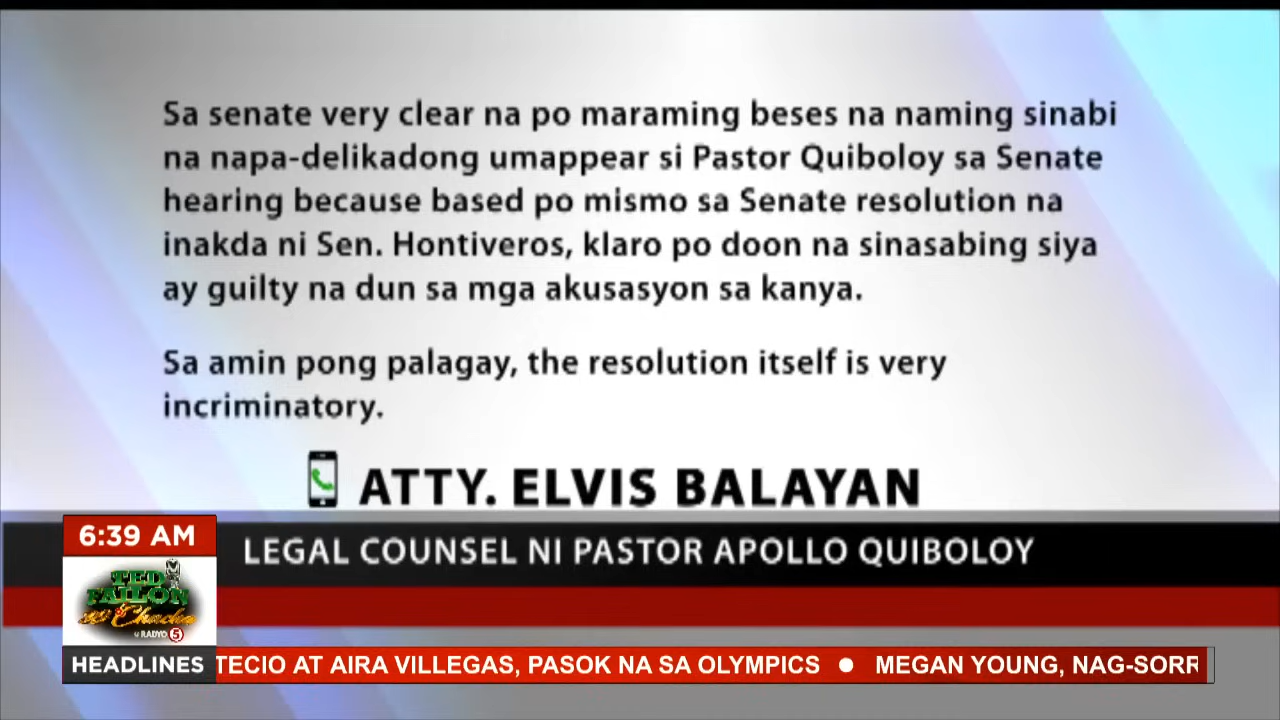 Sa senate very clear na po maraming beses na naming sinabi
na napa-delikadong umappear si Pastor Quiboloy sa Senate
hearing because based po mismo sa Senate resolution na
inakda ni Sen. Hontiveros, klaro po doon na sinasabing siya
ay guilty na dun sa mga akusasyon sa kanya.
Sa amin pong palagay, the resolution itself is very
incriminatory.
ATTY. ELVIS BALAYAN
6:39 AM
LEGAL COUNSEL NI PASTOR APOLLO QUIBOLOY
TED
FAILON
at Chacha
RADYO 5
HEADLINES
TECIO AT AIRA VILLEGAS, PASOK NA SA OLYMPICS ● MEGAN YOUNG, NAG-SORR